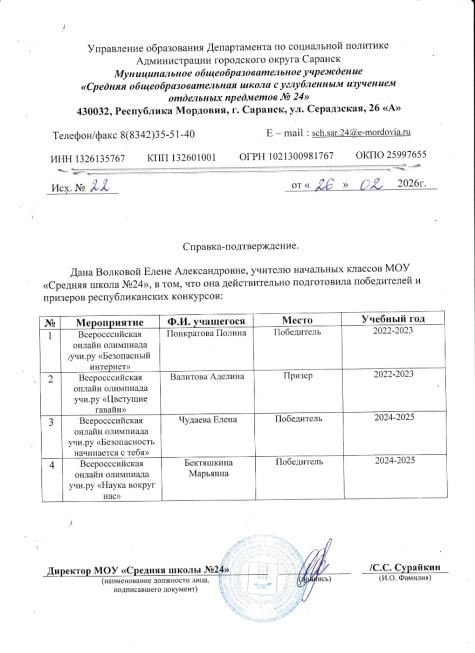 Управление образования Департамента по социальной политике
Администрации городского округа Саранск
Муниципальное общеобразовательное учреждение
«Средняя общеобразовательная школа с углубленным изучением
отдельных предметов № 24»
430032, Республика Мордовия, г. Саранск, ул. Серадзская, 26 «А»
Телефон/факс 8(8342)35-51-40 E – mail : sch.sar.24@e-mordovia.ru
ИНН 1326135767 КПП 132601001 ОГРН 1021300981767 ОКПО 25997655
Исх. № 22 от « 26 » 02 2026г.
Справка-подтверждение.
Дана Волковой Елене Александровне, учителю начальных классов МОУ
«Средняя школа №24», в том, что она действительно подготовила победителей и
призеров республиканских конкурсов:
№ Мероприятие Ф.И. учащегося Место Учебный год
1 Всероссийская Понкратова Полина Победитель 2022-2023
онлайн олимпиада
учи.ру «Безопасный
интернет»
2 Всероссийская Валитова Аделина Призер 2022-2023
онлайн олимпиада
учи.ру «Цветущие
гавайи»
3 Всероссийская Чудаева Елена Победитель 2024-2025
онлайн олимпиада
учи.ру «Безопасность
начинается с тебя»
4 Всероссийская Бектяшкина Победитель 2024-2025
онлайн олимпиада Марьяна
учи.ру «Наука вокруг
нас»
Директор МОУ «Средняя школы №24» /С.С. Сурайкин
(наименование должности лица, (подпись) (И.О. Фамилия)
подписавшего документ)